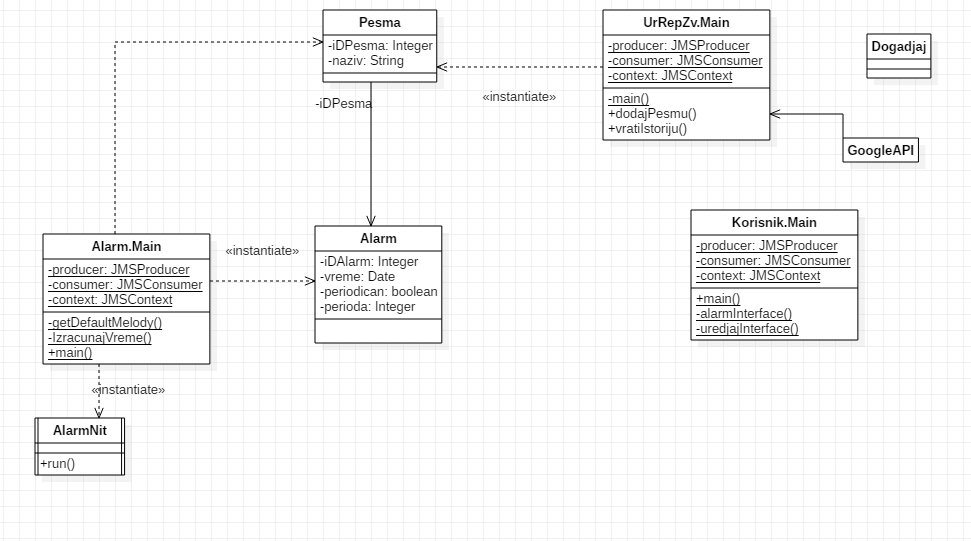 Pesma
-iDPesma: Integer
-naziv: String
UrRepZv.Main
-producer: JMSProducer
-consumer: JMSConsumer
-context: JMSContext
-main()
+dodajPesmu()
+vratiIstoriju()
Dogadjaj
«instantiate»
-iDPesma
GoogleAPI
Korisnik.Main
-producer: JMSProducer
-consumer: JMSConsumer
-context: JMSContext
+main()
-alarmInterface()
-uredjajInterface()
Alarm.Main
-producer: JMSProducer
-consumer: JMSConsumer
-context: JMSContext
-getDefaultMelody()
-IzracunajVreme()
+main()
«instantiate»
Alarm
-iDAlarm: Integer
-vreme: Date
-periodican: boolean
-perioda: Integer
«instantiate»
AlarmNit
+run()